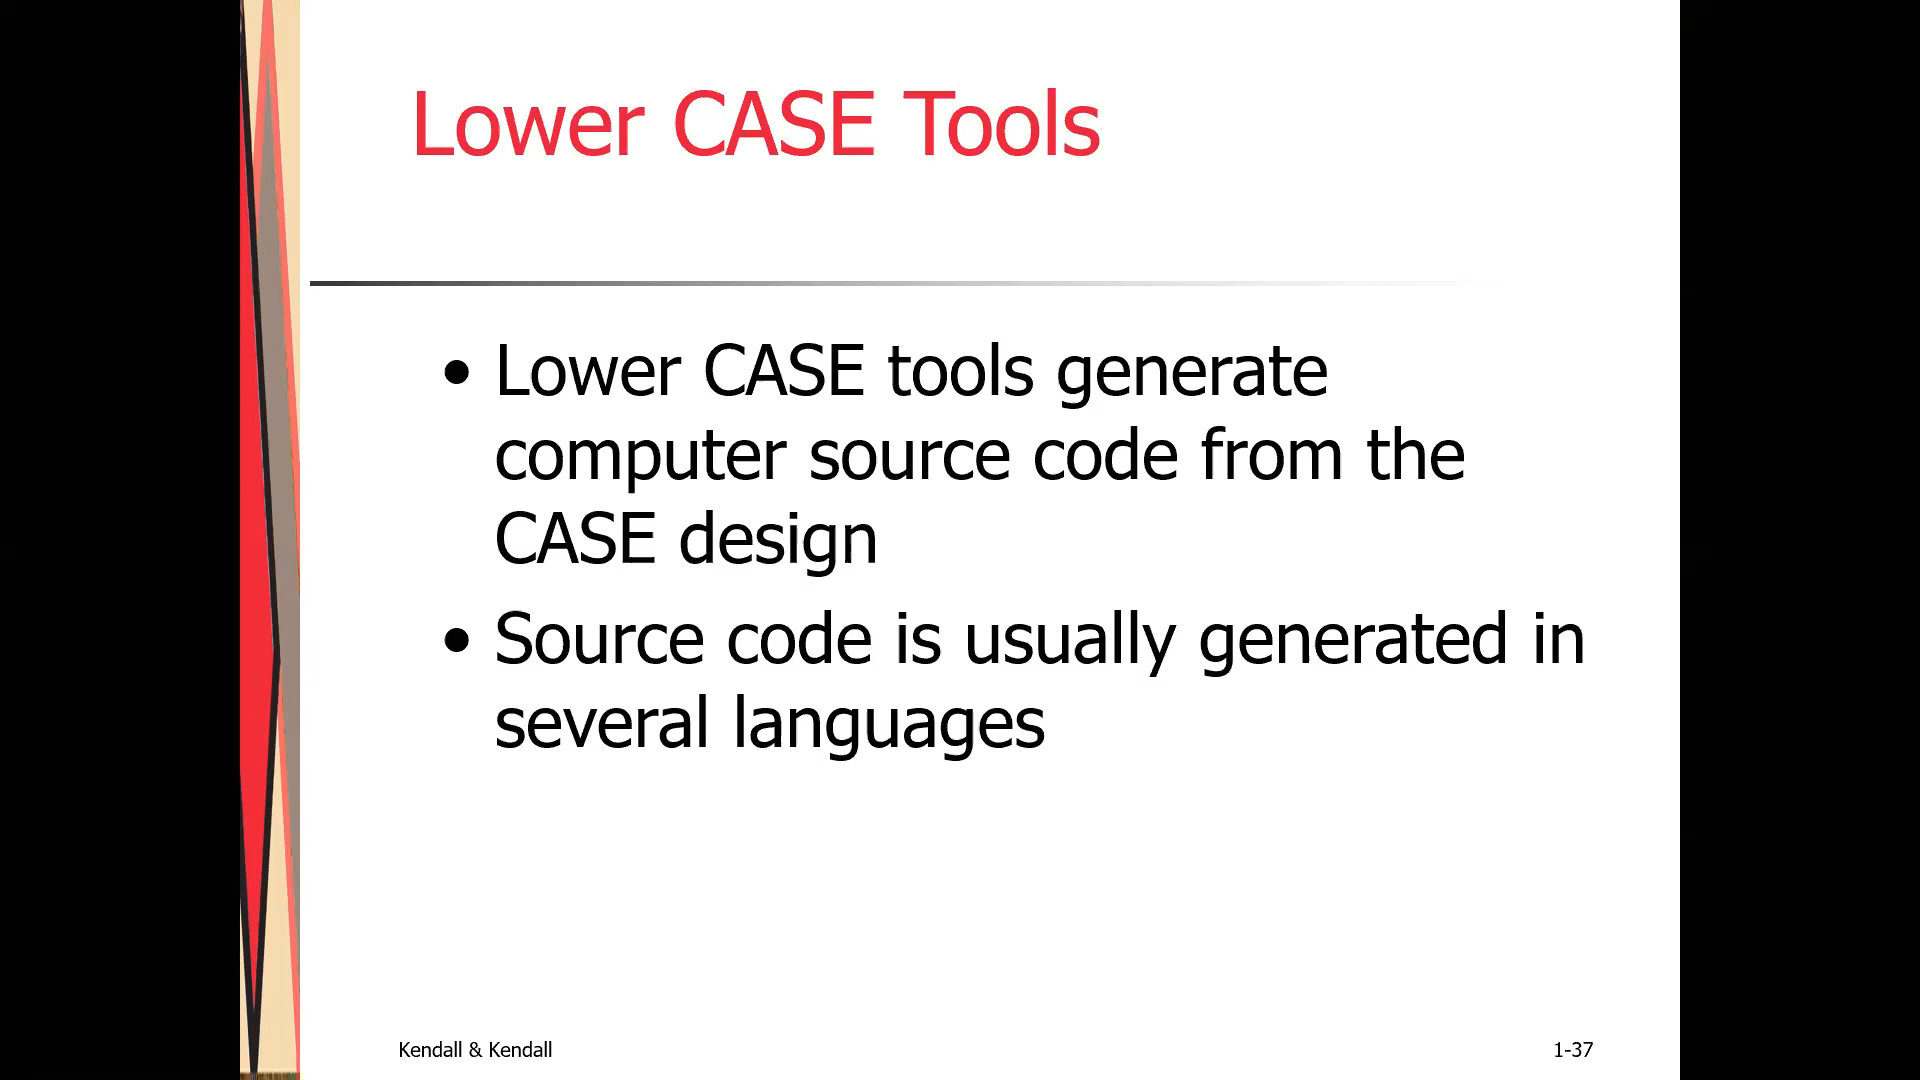 Lower CASE Tools
• Lower CASE tools generate
computer source code from the
CASE design
• Source code is usually generated in
several languages
Kendall & Kendall
1-37